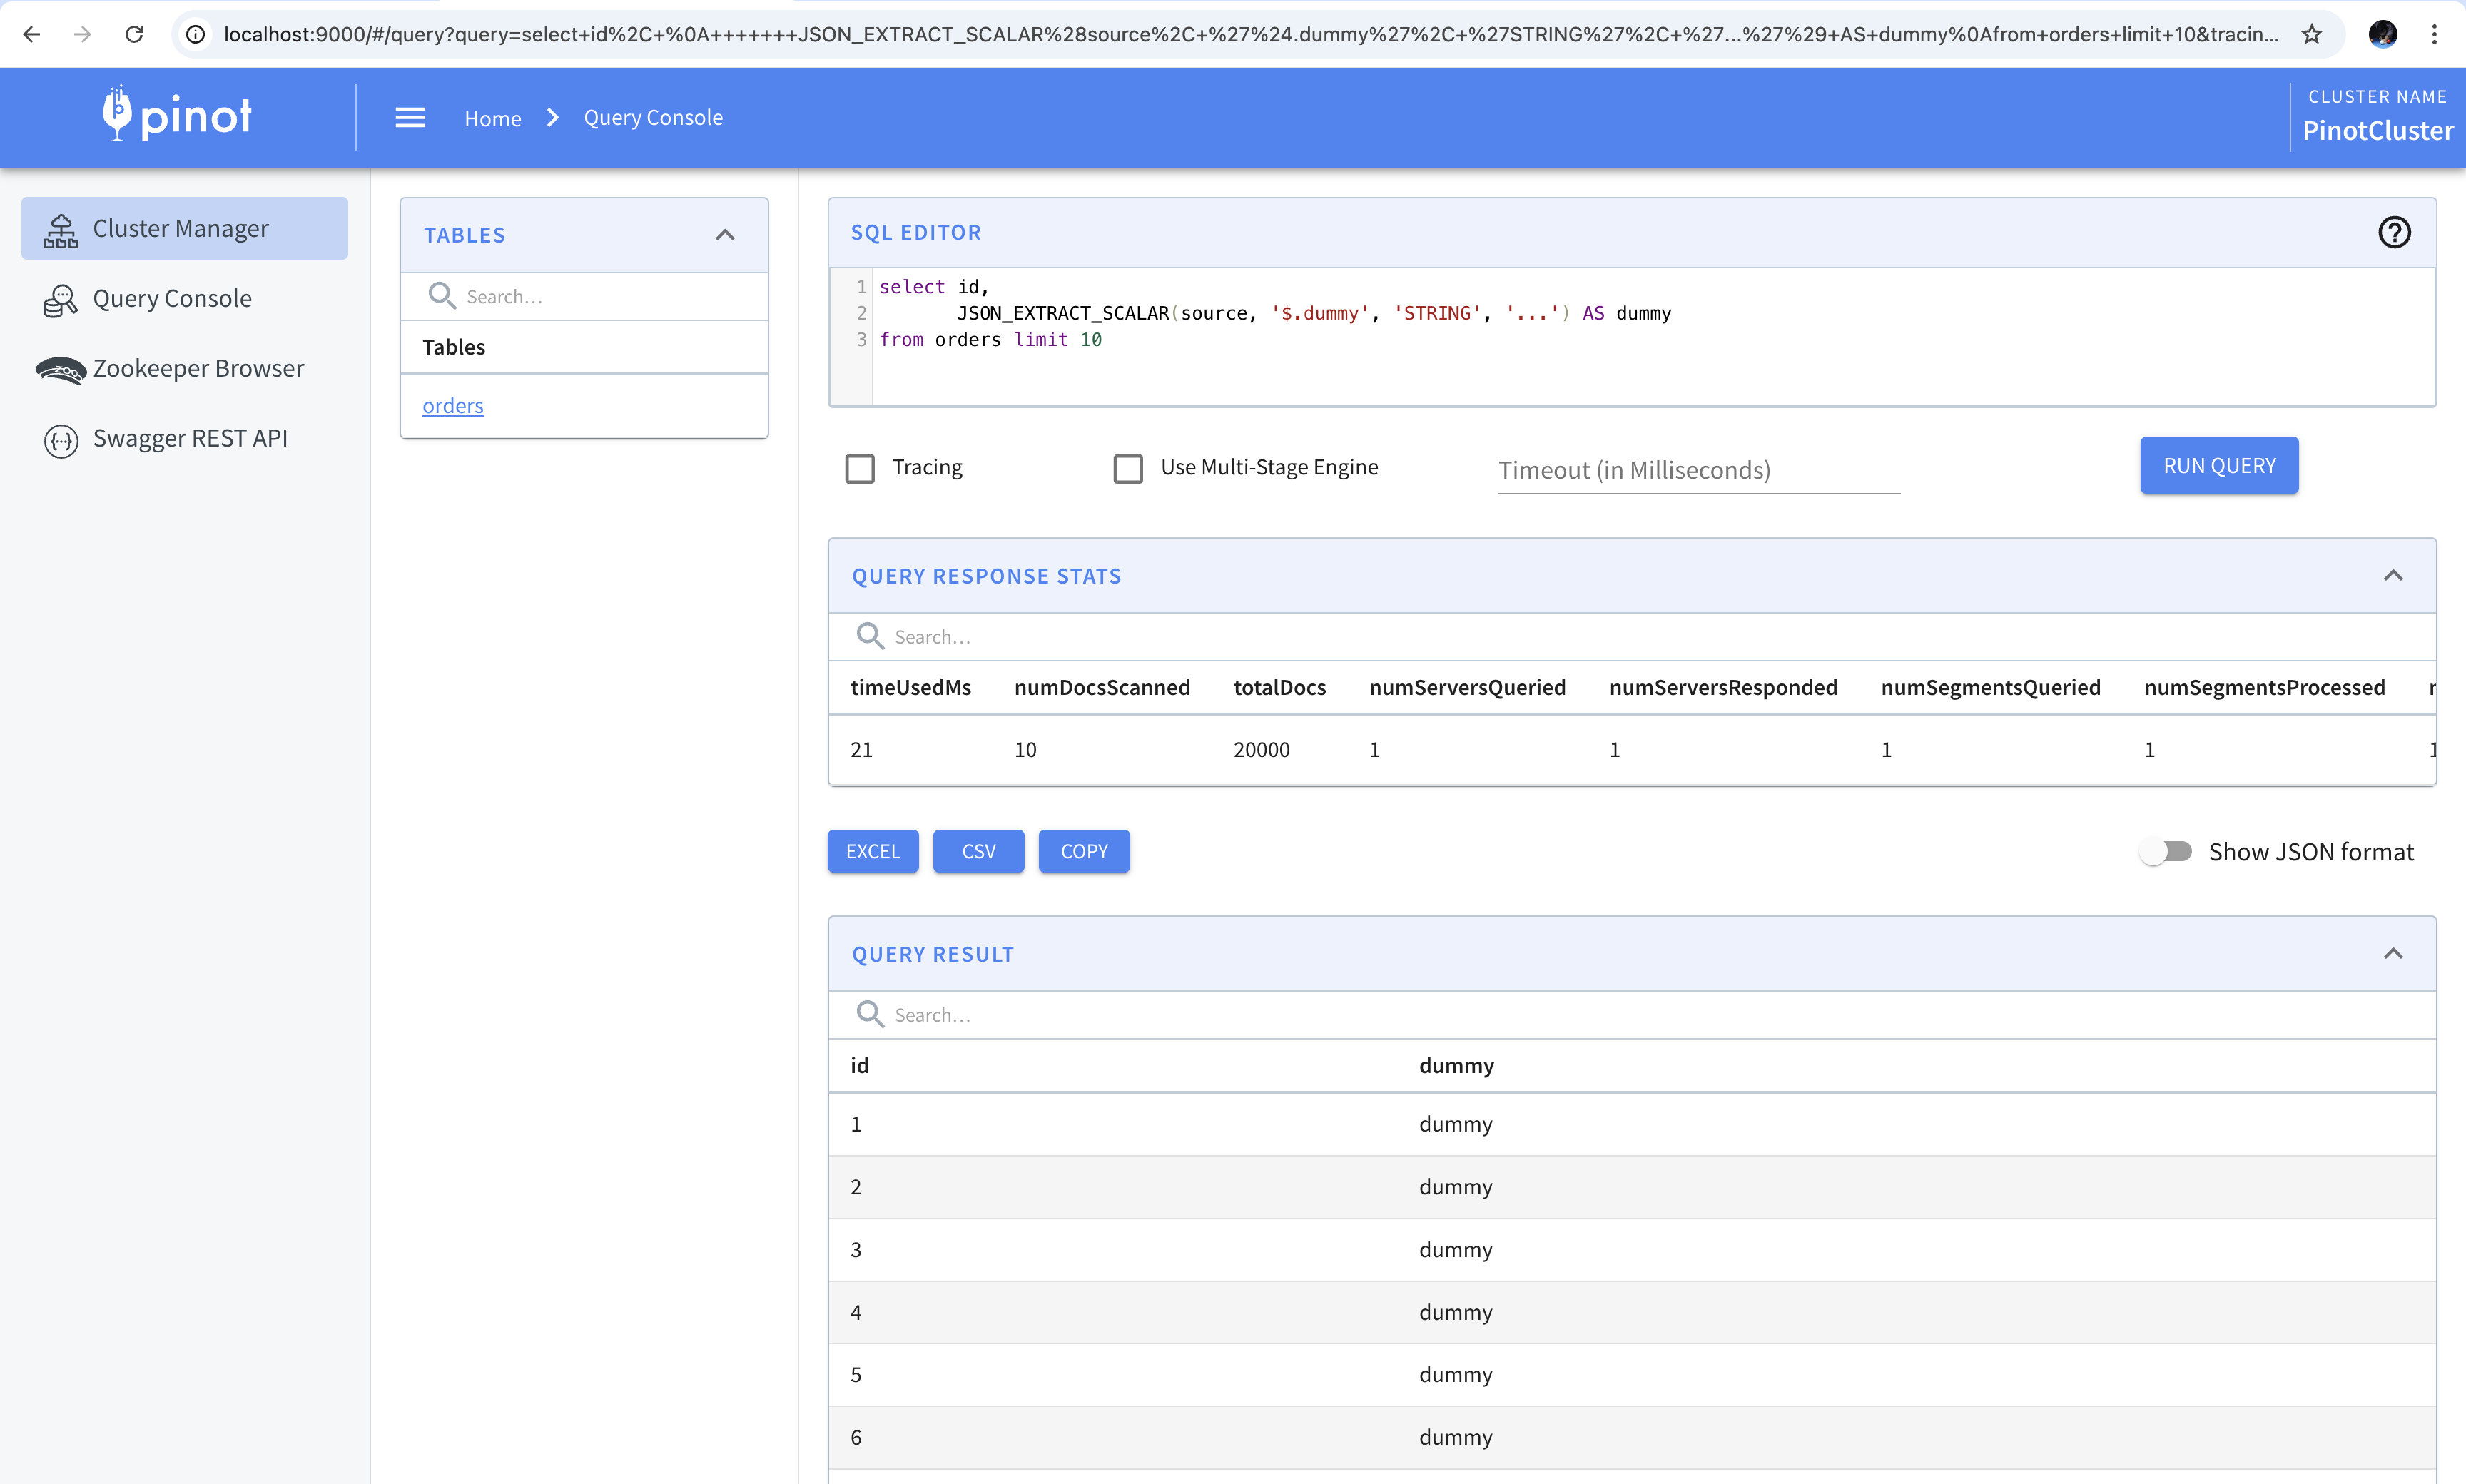 localhost:9000/#/query?query=select+id%2C+%0A+++++++JSON_EXTRACT_SCALAR%28source%2C+%27%24.dummy%27%2C+%27STRING%27%2C+%27...%27%29+AS+dummy%0Afrom+orders+limit+10&tracin...
pinot
Home
Query Console
CLUSTER NAME
PinotCluster
Cluster Manager
Query Console
ZOO
Zookeeper Browser
Swagger REST API
TABLES
Search...
Tables
orders
SQL EDITOR
1 select id,
2 JSON_EXTRACT_SCALAR(source, '$.dummy', 'STRING', '...') AS dummy
3 from orders limit 10
Tracing
Use Multi-Stage Engine
Timeout (in Milliseconds)
RUN QUERY
QUERY RESPONSE STATS
Search...
timeUsedMs numDocsScanned totalDocs numServersQueried numServersResponded numSegmentsQueried numSegmentsProcessed
21 10 20000 1 1 1 1 1
EXCEL
CSV
COPY
Show JSON format
QUERY RESULT
Search...
id dummy
1 dummy
2 dummy
3 dummy
4 dummy
5 dummy
6 dummy